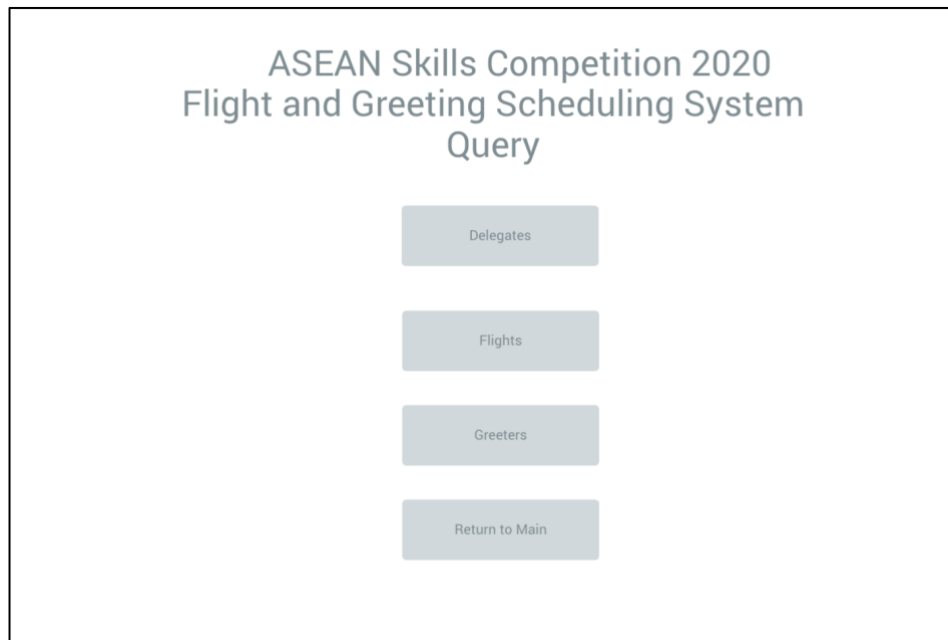 ASEAN Skills Competition 2020
Flight and Greeting Scheduling System
Query
Delegates
Flights
Greeters
Return to Main